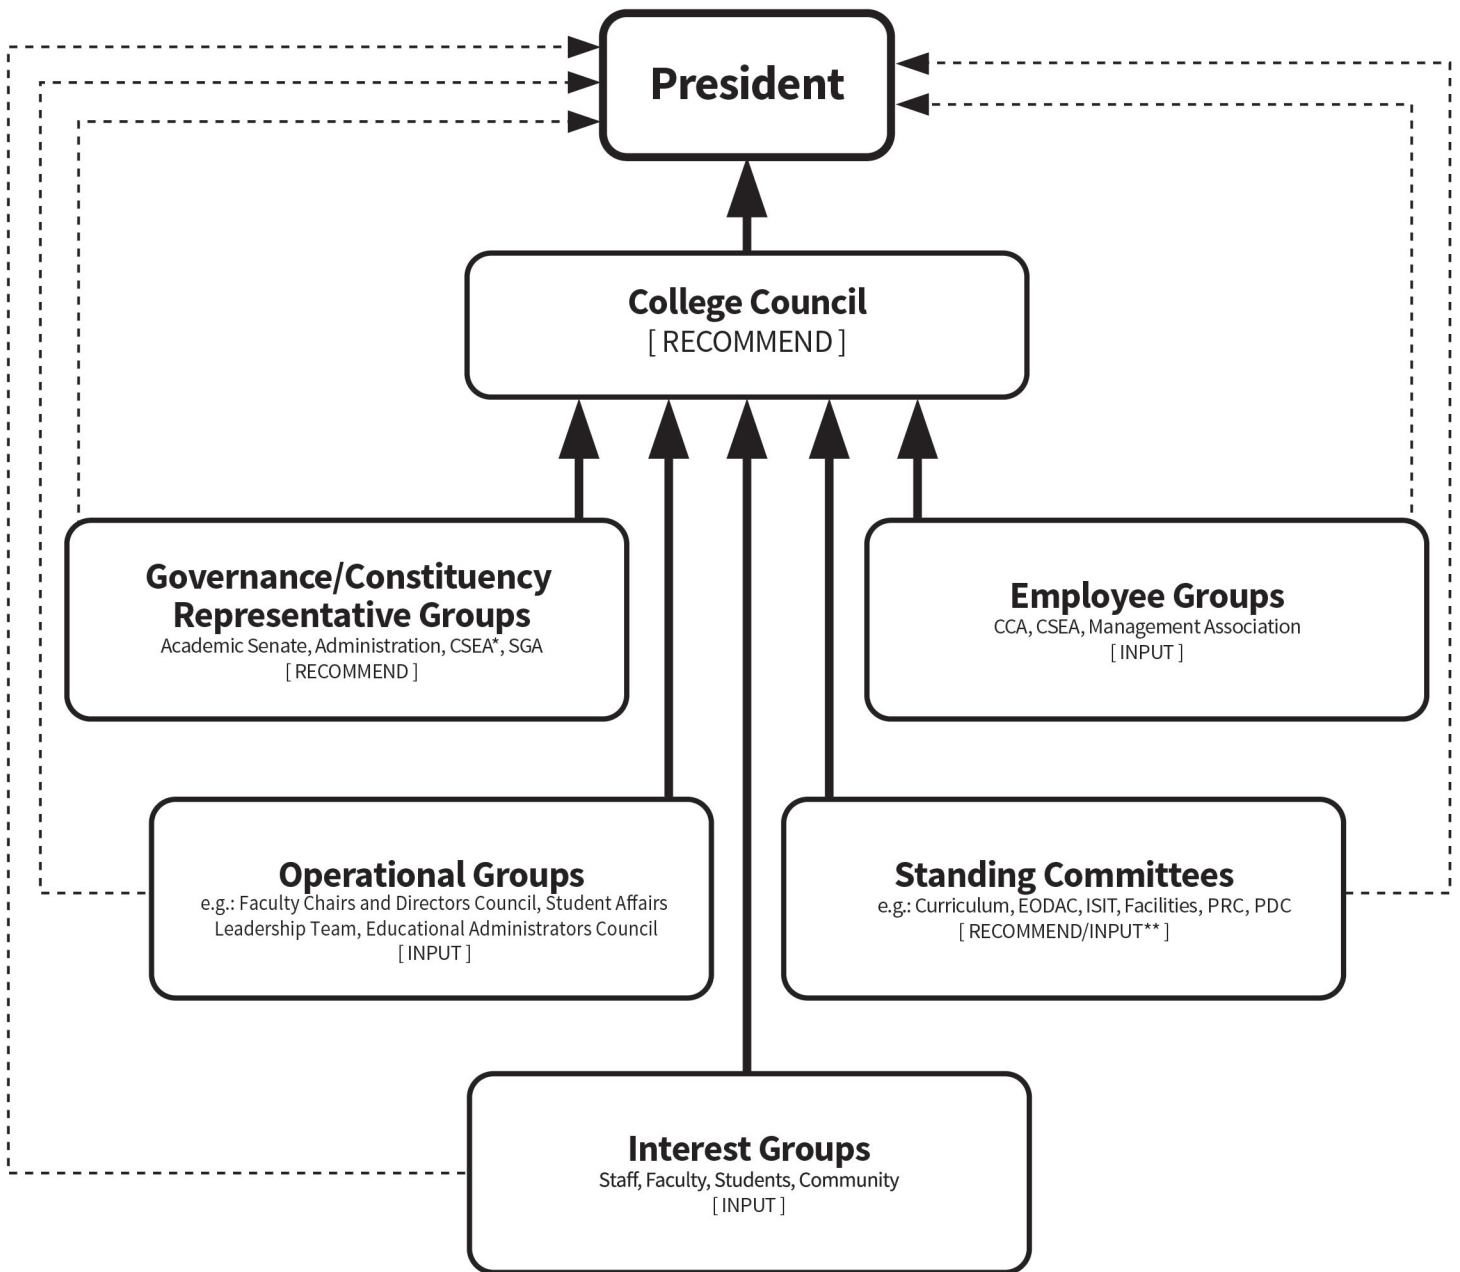 President
College Council
[ RECOMMEND ]
Governance/Constituency
Representative Groups
Academic Senate, Administration, CSEA*, SGA
[ RECOMMEND ]
Employee Groups
CCA, CSEA, Management Association
[ INPUT ]
Operational Groups
e.g.: Faculty Chairs and Directors Council, Student Affairs
Leadership Team, Educational Administrators Council
[ INPUT ]
Standing Committees
e.g.: Curriculum, EODAC, ISIT, Facilities, PRC, PDC
[ RECOMMEND/INPUT** ]
Interest Groups
Staff, Faculty, Students, Community
[ INPUT ]